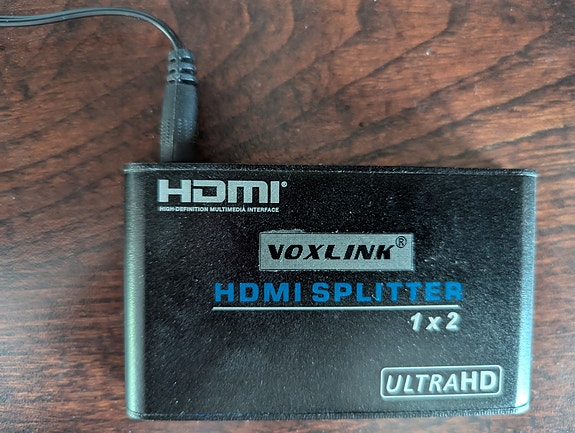 HDMI®
HIGH-DEFINITION MULTIMEDIA INTERFACE
VOXLINK®
HDMI SPLITTER
1x2
ULTRAHD